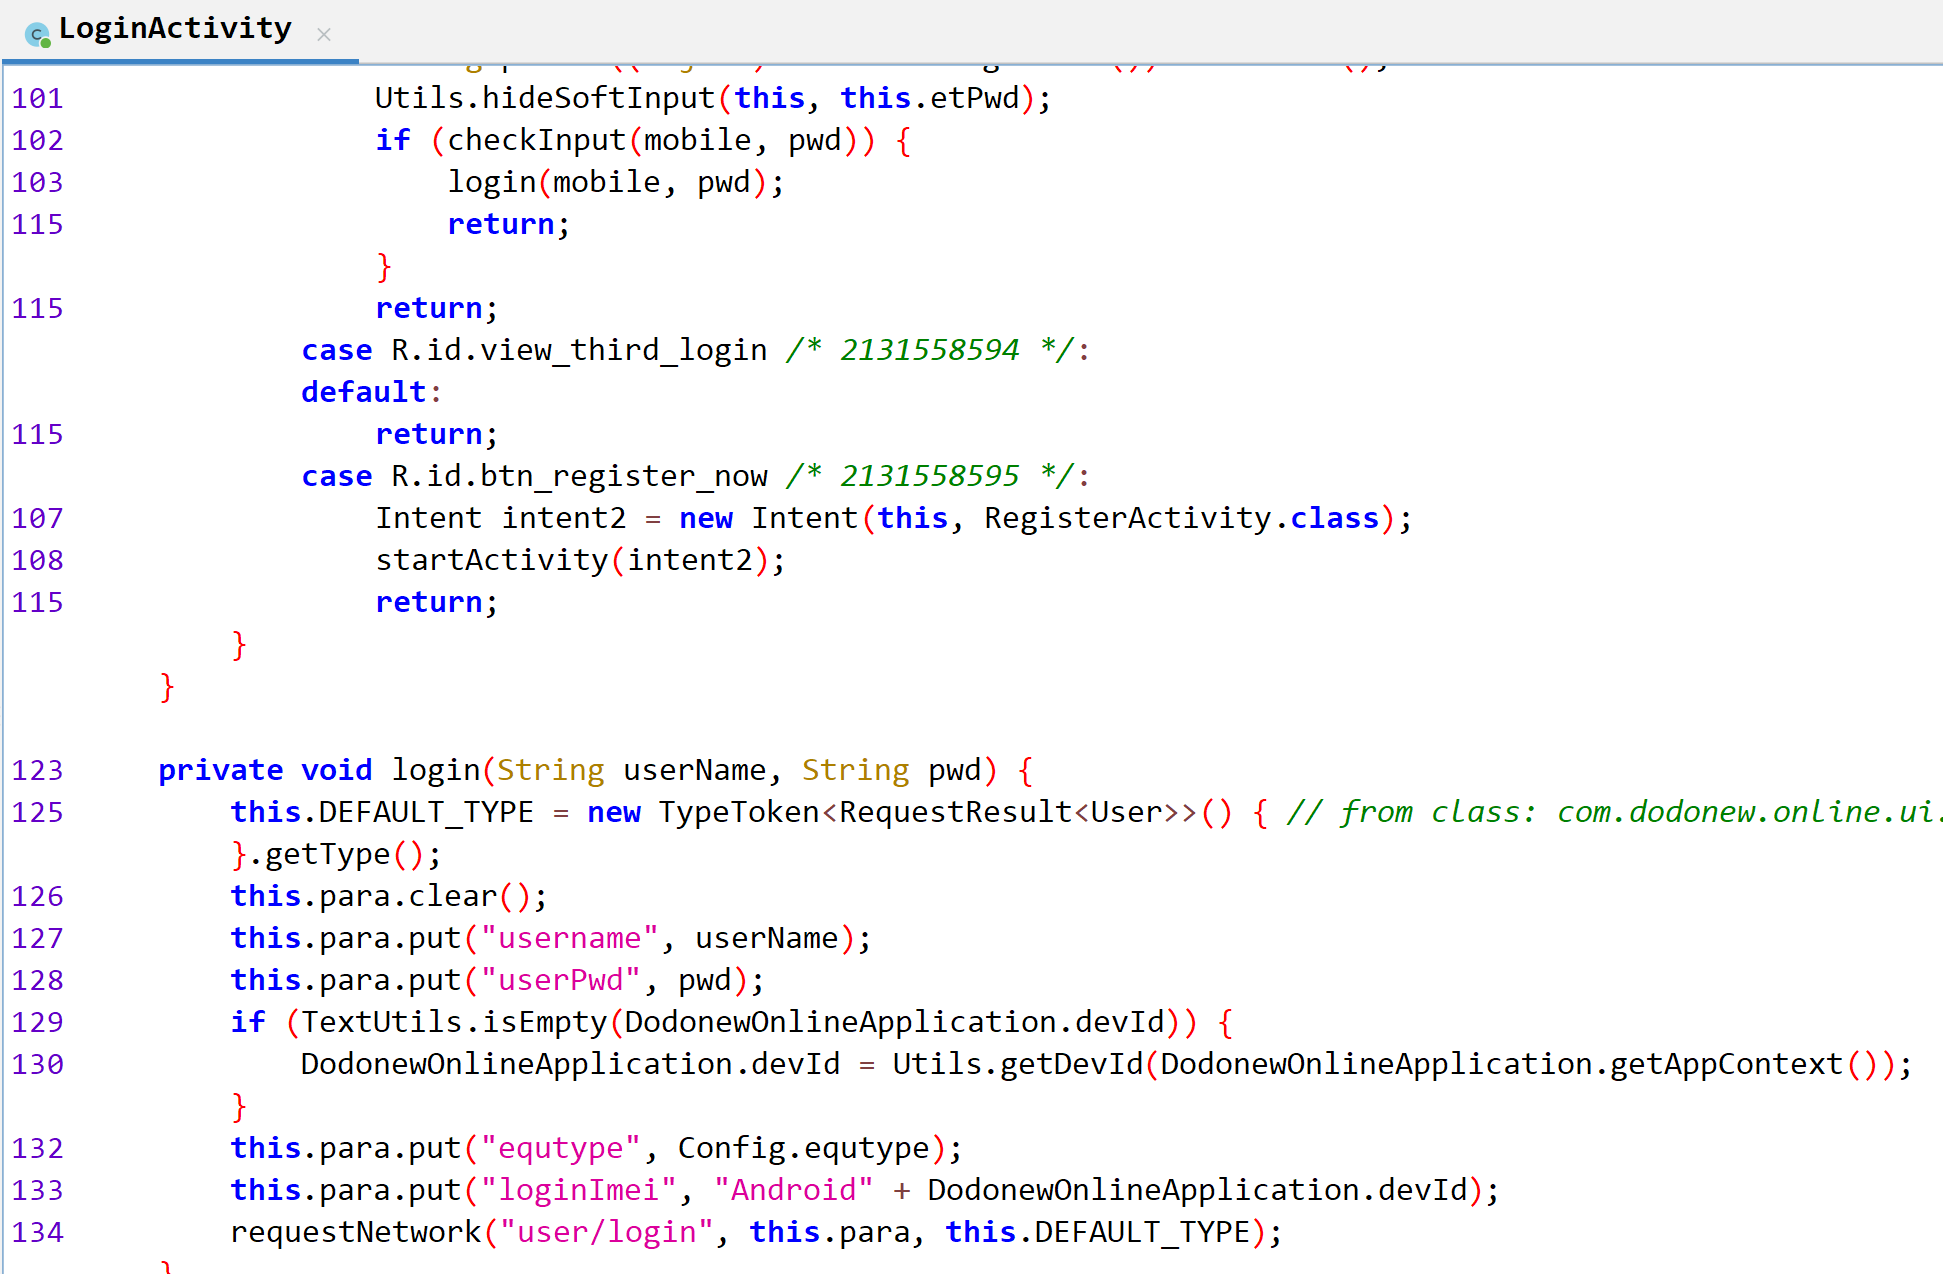 LoginActivity
101 Utils.hideSoftInput(this, this.etPwd);
102 if (checkInput(mobile, pwd)) {
103 login(mobile, pwd);
115 return;
}
115 return;
case R.id.view_third_login /* 2131558594 */:
default:
115 return;
case R.id.btn_register_now /* 2131558595 */:
107 Intent intent2 = new Intent(this, RegisterActivity.class);
108 startActivity(intent2);
115 return;
}
}
123 private void login(String userName, String pwd) {
125 this.DEFAULT_TYPE = new TypeToken<RequestResult<User>>() { // from class: com.dodonew.online.ui.
}.getType();
126 this.para.clear();
127 this.para.put("username", userName);
128 this.para.put("userPwd", pwd);
129 if (TextUtils.isEmpty(DodonewOnlineApplication.devId)) {
130 DodonewOnlineApplication.devId = Utils.getDevId(DodonewOnlineApplication.getAppContext());
}
132 this.para.put("equtype", Config.equtype);
133 this.para.put("loginImei", "Android" + DodonewOnlineApplication.devId);
134 requestNetwork("user/login", this.para, this.DEFAULT_TYPE);
}